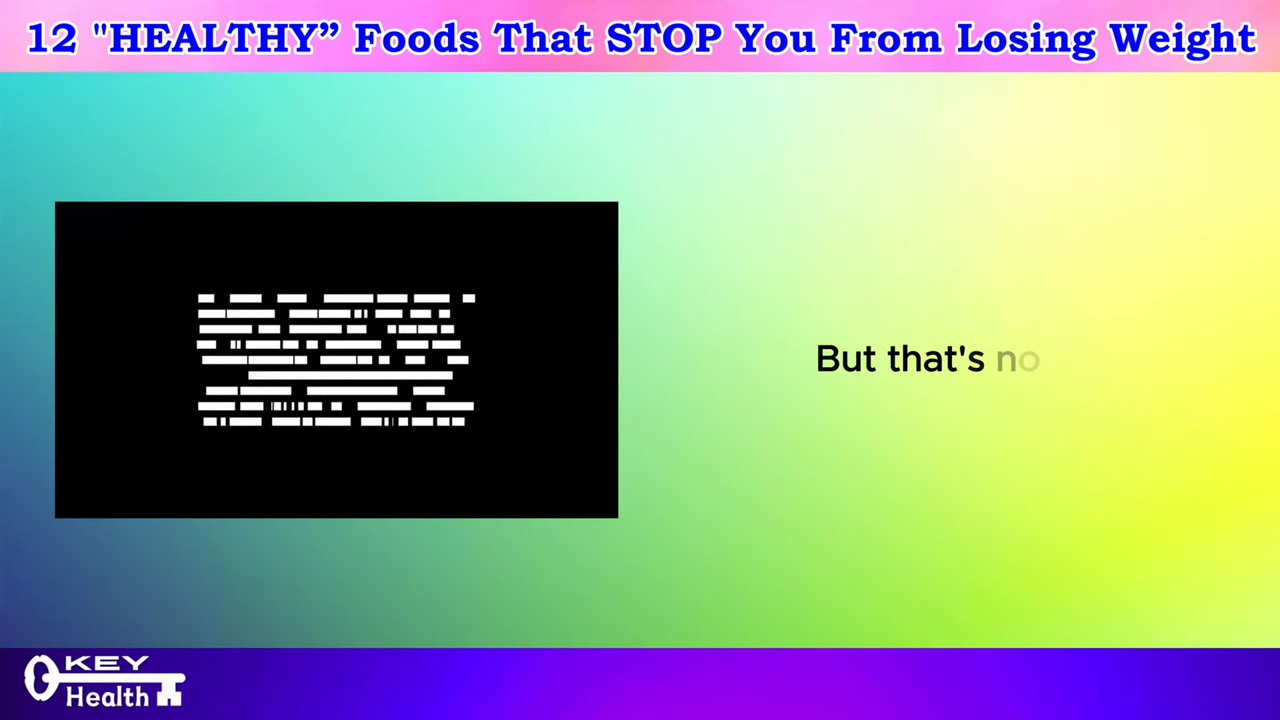 12 "HEALTHY” Foods That STOP You From Losing Weight
But that's no
KEY
Health